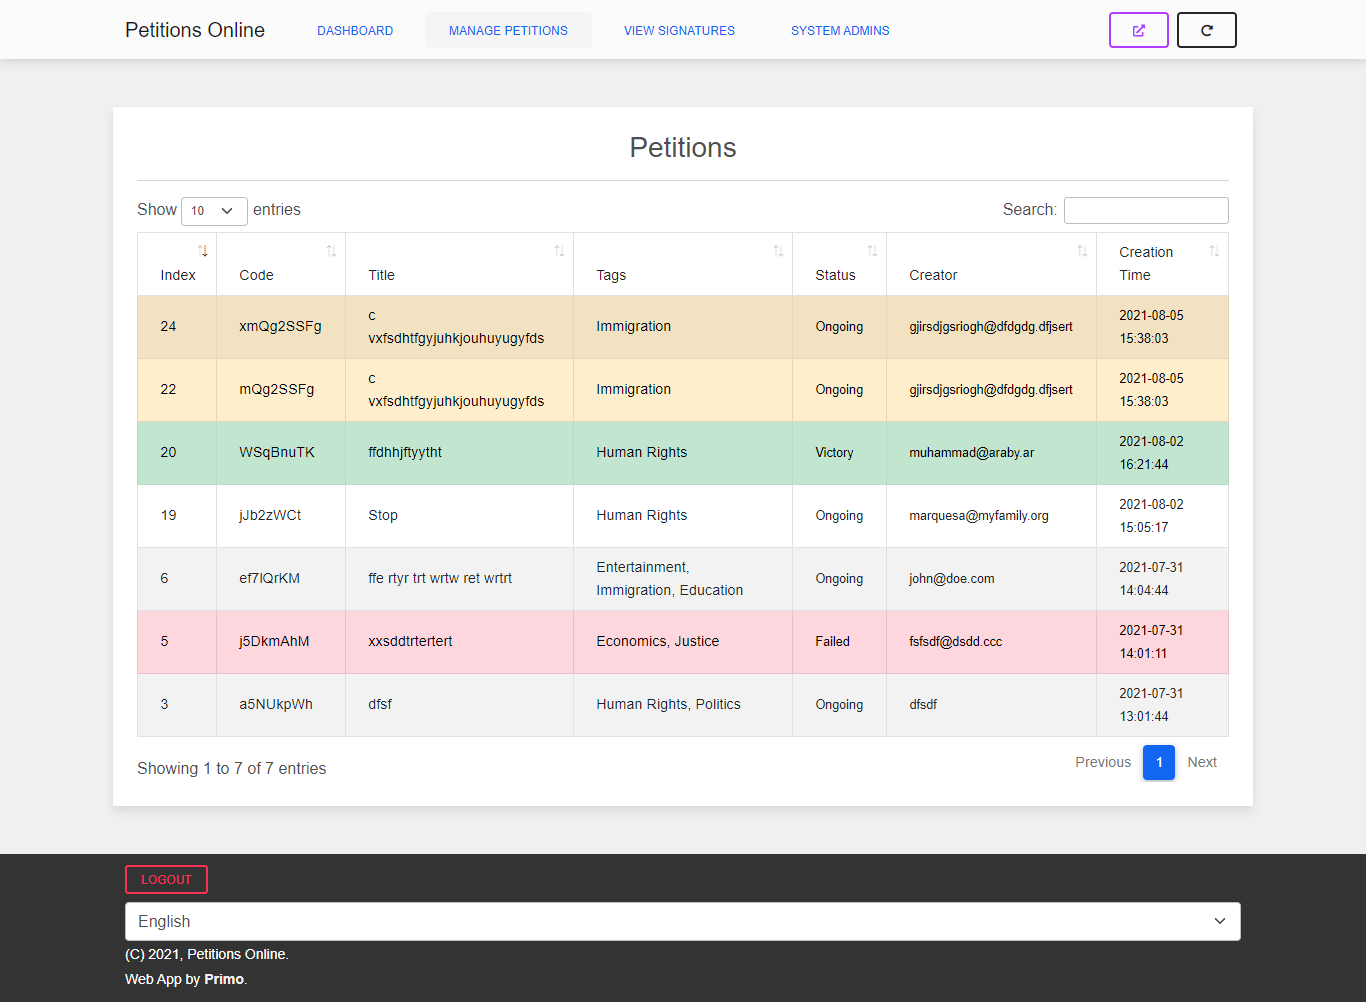 Petitions Online DASHBOARD MANAGE PETITIONS VIEW SIGNATURES SYSTEM ADMINS
Petitions
Show 10 entries Search:
Index Code Title Tags Status Creator Creation Time
24 xmQg2SSFg c vxfsdhtfgyjuhkjouhuyugyfds Immigration Ongoing gjirsdjgsriogh@dfdgdg.dfjsert 2021-08-05 15:38:03
22 mQg2SSFg c vxfsdhtfgyjuhkjouhuyugyfds Immigration Ongoing gjirsdjgsriogh@dfdgdg.dfjsert 2021-08-05 15:38:03
20 WSqBnuTK ffdhhjftyytht Human Rights Victory muhammad@araby.ar 2021-08-02 16:21:44
19 jJb2zWCt Stop Human Rights Ongoing marquesa@myfamily.org 2021-08-02 15:05:17
6 ef7lQrKM ffe rtyr trt wrtw ret wrtrt Entertainment, Immigration, Education Ongoing john@doe.com 2021-07-31 14:04:44
5 j5DkmAhM xxsddtrtertert Economics, Justice Failed fsfsdf@dsdd.ccc 2021-07-31 14:01:11
3 a5NUkpWh dfsf Human Rights, Politics Ongoing dfsdf 2021-07-31 13:01:44
Showing 1 to 7 of 7 entries Previous 1 Next
LOGOUT
English
(C) 2021, Petitions Online.
Web App by Primo.